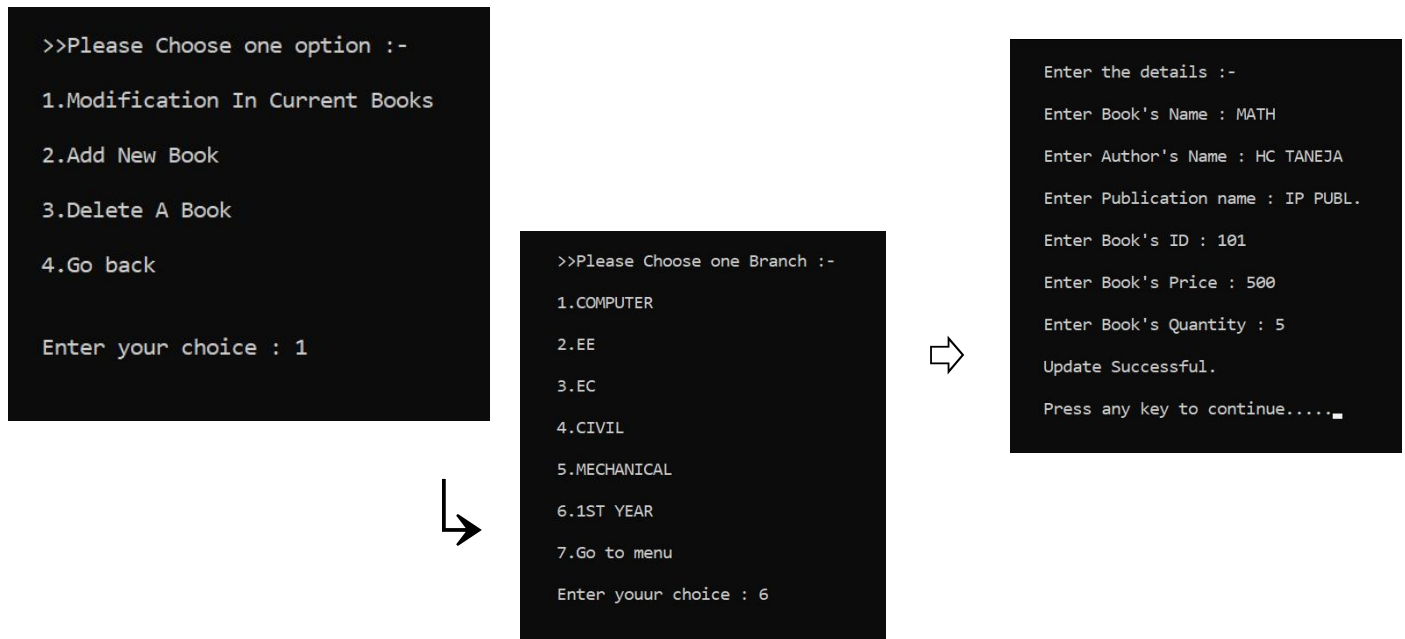 >>Please Choose one option :-
1.Modification In Current Books
2.Add New Book
3.Delete A Book
4.Go back
Enter your choice : 1
>>Please Choose one Branch :-
1.COMPUTER
2.EE
3.EC
4.CIVIL
5.MECHANICAL
6.1ST YEAR
7.Go to menu
Enter youur choice : 6
Enter the details :-
Enter Book's Name : MATH
Enter Author's Name : HC TANEJA
Enter Publication name : IP PUBL.
Enter Book's ID : 101
Enter Book's Price : 500
Enter Book's Quantity : 5
Update Successful.
Press any key to continue.....